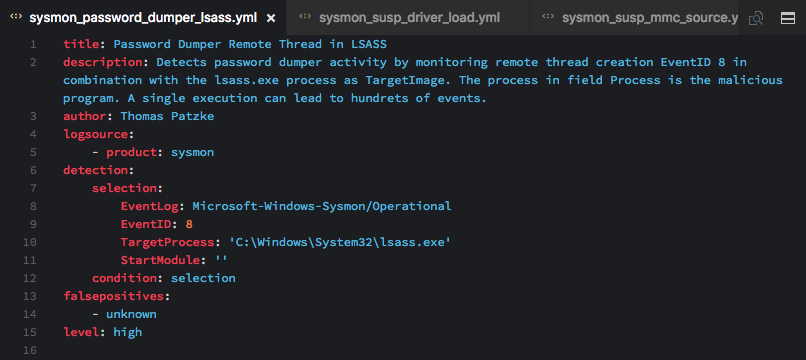 sysmon_password_dumper_lsass.yml × sysmon_susp_driver_load.yml sysmon_susp_mmc_source.y
1 title: Password Dumper Remote Thread in LSASS
2 description: Detects password dumper activity by monitoring remote thread creation EventID 8 in
combination with the lsass.exe process as TargetImage. The process in field Process is the malicious
program. A single execution can lead to hundreds of events.
3 author: Thomas Patzke
4 logsource:
5 - product: sysmon
6 detection:
7 selection:
8 EventLog: Microsoft-Windows-Sysmon/Operational
9 EventID: 8
10 TargetProcess: 'C:\Windows\System32\lsass.exe'
11 StartModule: ''
12 condition: selection
13 falsepositives:
14 - unknown
15 level: high
16